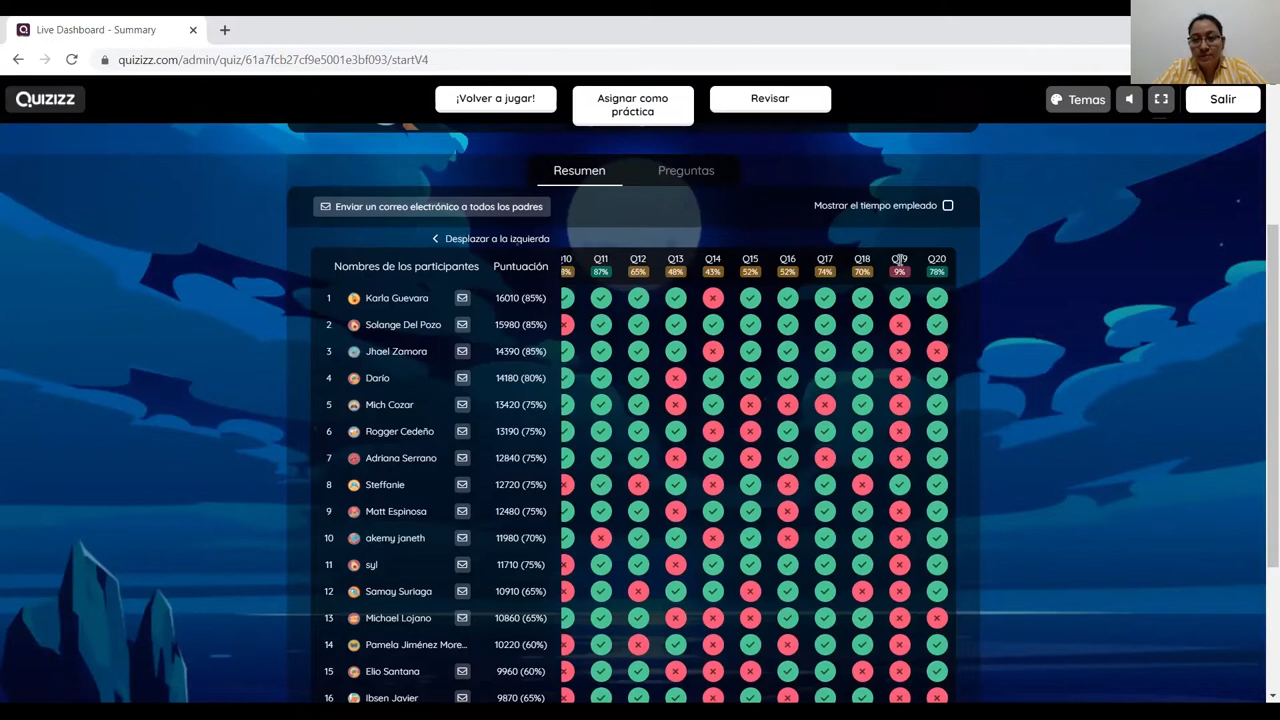 Live Dashboard - Summary
quizizz.com/admin/quiz/61a7fcb27cf9e5001e3bf093/startV4
QUIZIZZ
¡Volver a jugar!
Asignar como
práctica
Revisar
Temas
Salir
Resumen Preguntas
Enviar un correo electrónico a todos los padres
Mostrar el tiempo empleado
Desplazar a la izquierda
Nombres de los participantes Puntuación
Q11 Q12 Q13 Q14 Q15 Q16 Q17 Q18 Q20
87% 65% 48% 43% 52% 52% 74% 70% 9% 78%
1 Karla Guevara 16010 (85%)
2 Solange Del Pozo 15980 (85%)
3 Jhael Zamora 14390 (85%)
4 Darío 14180 (80%)
5 Mich Cozar 13420 (75%)
6 Rogger Cedeño 13190 (75%)
7 Adriana Serrano 12840 (75%)
8 Steffanie 12720 (75%)
9 Matt Espinosa 12480 (75%)
10 akemy janeth 11980 (70%)
11 syl 11710 (75%)
12 Samay Suriaga 10910 (65%)
13 Michael Lojano 10860 (65%)
14 Pamela Jiménez More... 10220 (60%)
15 Elio Santana 9960 (60%)
16 Ibsen Javier 9870 (65%)